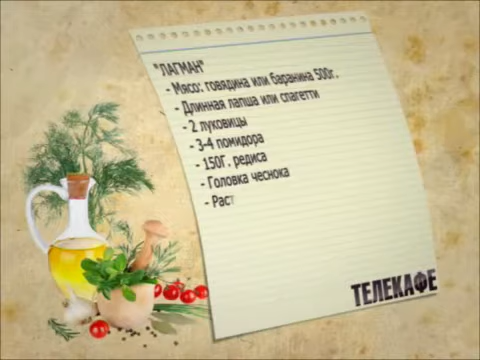 "ЛАГМАН"
- Мясо: говядина или баранина 500г.
- Длинная лапша или спагетти
- 2 луковицы
- 3-4 помидора
- 150Г. редиса
- Головка чеснока
- Раст
ТЕЛЕКАФЕ